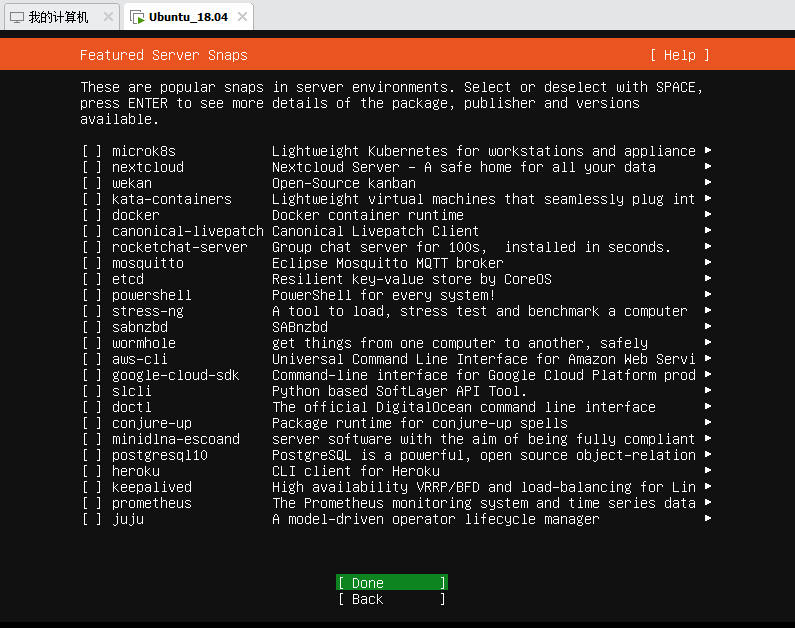 我的计算机
Ubuntu_18.04
Featured Server Snaps [ Help ]
These are popular snaps in server environments. Select or deselect with SPACE,
press ENTER to see more details of the package, publisher and versions
available.
[ ] microk8s Lightweight Kubernetes for workstations and appliance ▸
[ ] nextcloud Nextcloud Server - A safe home for all your data ▸
[ ] wekan Open-Source kanban ▸
[ ] kata-containers Lightweight virtual machines that seamlessly plug int ▸
[ ] docker Docker container runtime ▸
[ ] canonical-livepatch Canonical Livepatch Client ▸
[ ] rocketchat-server Group chat server for 100s,  installed in seconds. ▸
[ ] mosquitto Eclipse Mosquitto MQTT broker ▸
[ ] etcd Resilient key-value store by CoreOS ▸
[ ] powershell PowerShell for every system! ▸
[ ] stress-ng A tool to load, stress test and benchmark a computer ▸
[ ] sabnzbd SABnzbd ▸
[ ] wormhole get things from one computer to another, safely ▸
[ ] aws-cli Universal Command Line Interface for Amazon Web Servi ▸
[ ] google-cloud-sdk Command-line interface for Google Cloud Platform prod ▸
[ ] slcli Python based SoftLayer API Tool. ▸
[ ] doctl The official DigitalOcean command line interface ▸
[ ] conjure-up Package runtime for conjure-up spells ▸
[ ] minidlna-escoand server software with the aim of being fully compliant ▸
[ ] postgresql10 PostgreSQL is a powerful, open source object-relation ▸
[ ] heroku CLI client for Heroku ▸
[ ] keepalived High availability VRRP/BFD and load-balancing for Lin ▸
[ ] prometheus The Prometheus monitoring system and time series data ▸
[ ] juju A model-driven operator lifecycle manager ▸
[ Done ]
[ Back ]